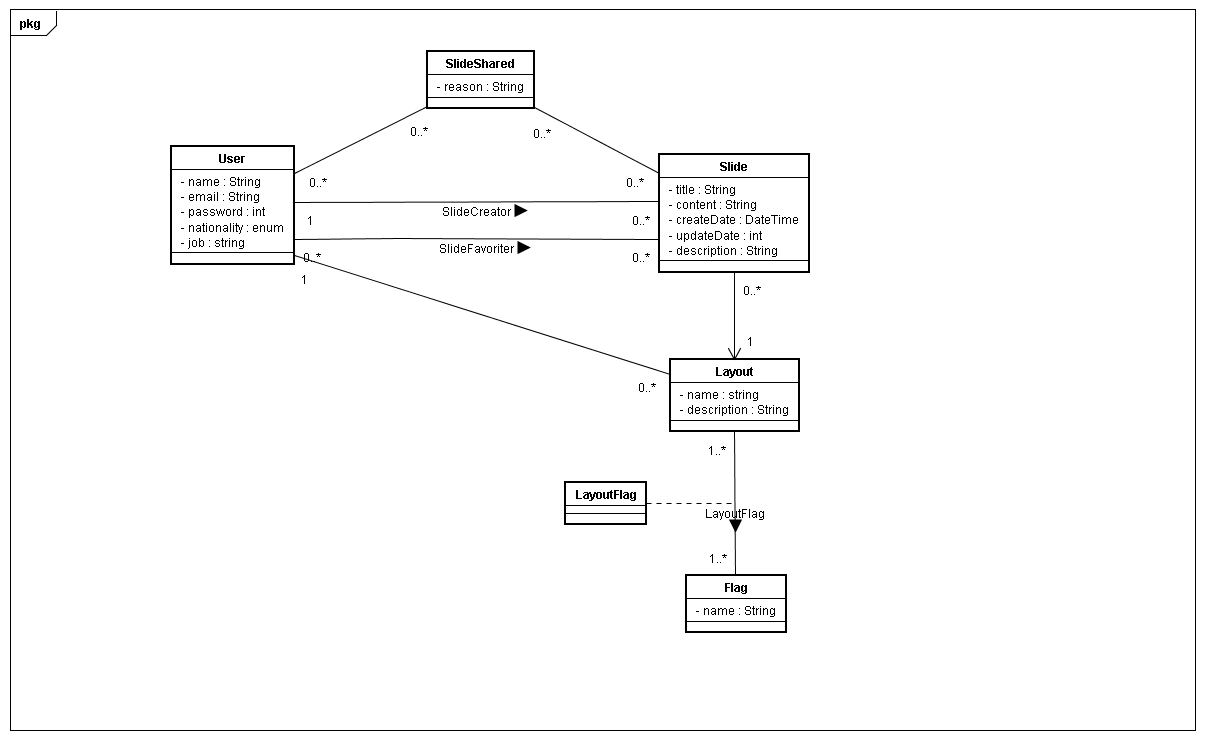 pkg
SlideShared
- reason : String
0..*
0..*
User
- name : String
- email : String
- password : int
- nationality : enum
- job : string
Slide
- title : String
- content : String
- createDate : DateTime
- updateDate : int
- description : String
0..*
0..*
1
SlideCreator
0..*
0..*
SlideFavoriter
0..*
1
0..*
1
0..*
Layout
- name : string
- description : String
1..*
LayoutFlag
LayoutFlag
1..*
Flag
- name : String